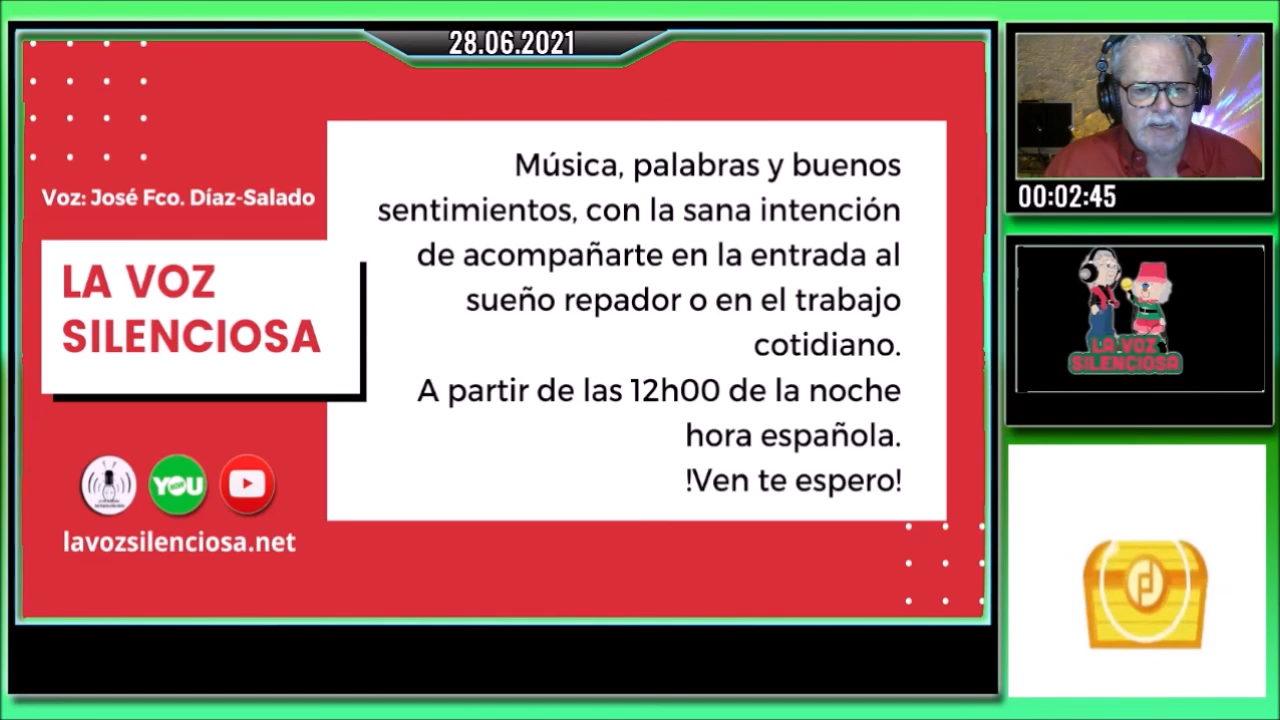 28.06.2021
Voz: José Fco. Díaz-Salado
LA VOZ
SILENCIOSA
lavozsilenciosa.net
Música, palabras y buenos
sentimientos, con la sana intención
de acompañarte en la entrada al
sueño repador o en el trabajo
cotidiano.
A partir de las 12h00 de la noche
hora española.
!Ven te espero!
YOU
00:02:45
LA VOZ
SILENCIOSA